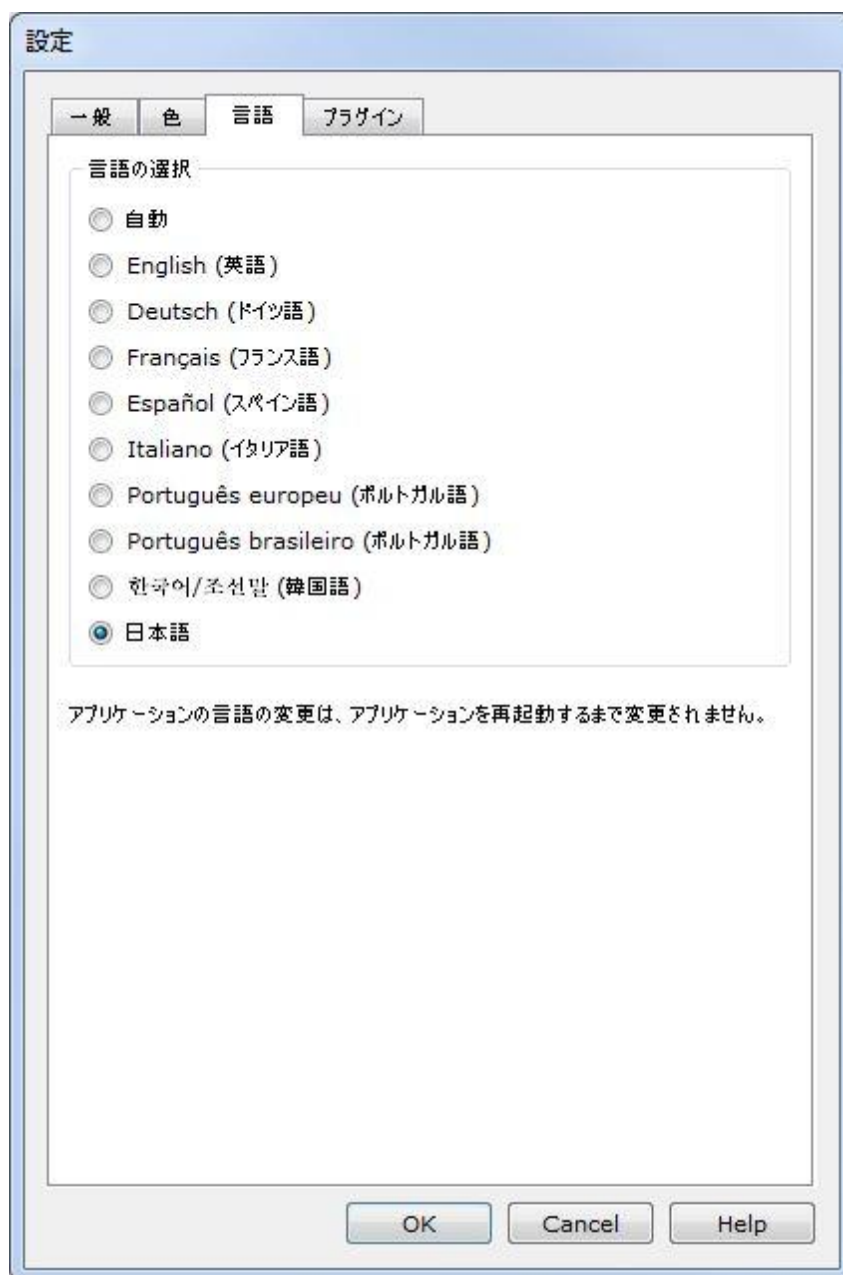 設定
一般 色 言語 プラグイン
言語の選択
自動
English (英語)
Deutsch (ドイツ語)
Français (フランス語)
Español (スペイン語)
Italiano (イタリア語)
Português europeu (ポルトガル語)
Português brasileiro (ポルトガル語)
한국어/조선말 (韓国語)
日本語
アプリケーションの言語の変更は、アプリケーションを再起動するまで変更されません。
OK Cancel Help